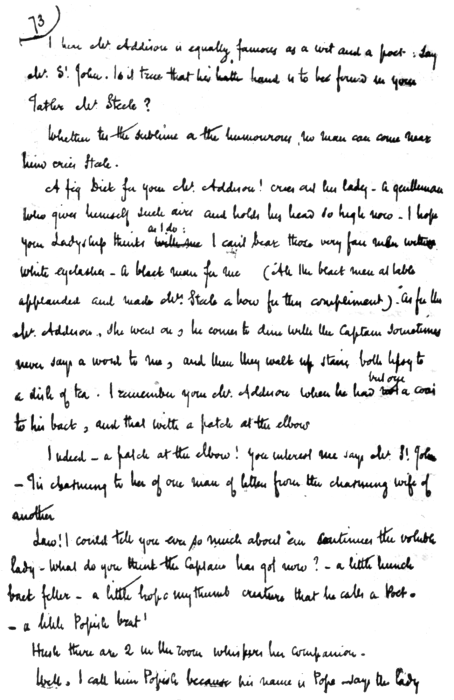 73
I hear Mr. Addison is equally famous as a wit and a poet: say
Mr. St. John. Is it true that his hand is to be found in your
Tatler Mr Steele?
Whether tis the sublime or the humourous, no man can come near
him cries Steele.
A fig Dick for your Mr. Addison! cries out his lady - a gentleman
who gives himself such airs and holds his head so high now - I hope
as I do:
your Ladyship thinks I can't bear those very fair men with
white eyelashes - a black man for me (All the black men at table
applauded and made Mrs. Steele a bow for this compliment) - As for this
Mr. Addison, she went on, he comes to dine with the Captain sometimes
never says a word to me, and then they walk up stairs both tipsy to
a dish of tea. I remember your Mr. Addison when he had a coat
but one
to his back, and that with a patch at the elbow
Indeed - a patch at the elbow! you interest me says Mr St. John
- Tis charming to hear of one man of letters from the charming wife of
another
Law! I could tell you ever so much about 'em continues the voluble
lady - What do you think the Captain has got now? - a little hunch
back feller - a little hop o my thumb creature that he calls a Poet.
- a little Popish brat!
Hush there are 2 in the room whispers her companion.
Well, I call him Popish because his name is Pope - says the lady